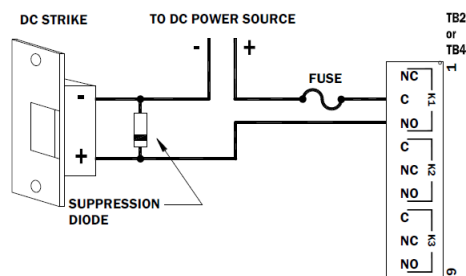 DC STRIKE
TO DC POWER SOURCE
TB2
or
TB4
- +
FUSE
1
NC
C
NO
K1
-
+
C
NC
NO
K2
SUPPRESSION
DIODE
C
NC
NO
K3
9